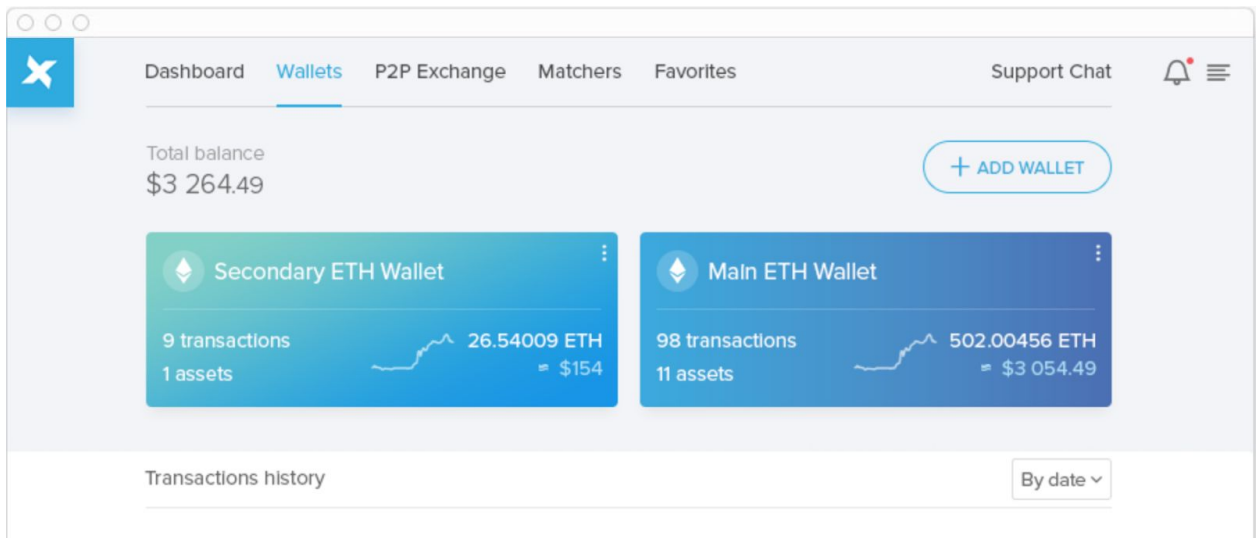 Dashboard Wallets P2P Exchange Matchers Favorites Support Chat
Total balance
$3 264.49
+ ADD WALLET
Secondary ETH Wallet
9 transactions 26.54009 ETH
1 assets ≈ $154
Main ETH Wallet
98 transactions 502.00456 ETH
11 assets ≈ $3 054.49
Transactions history By date